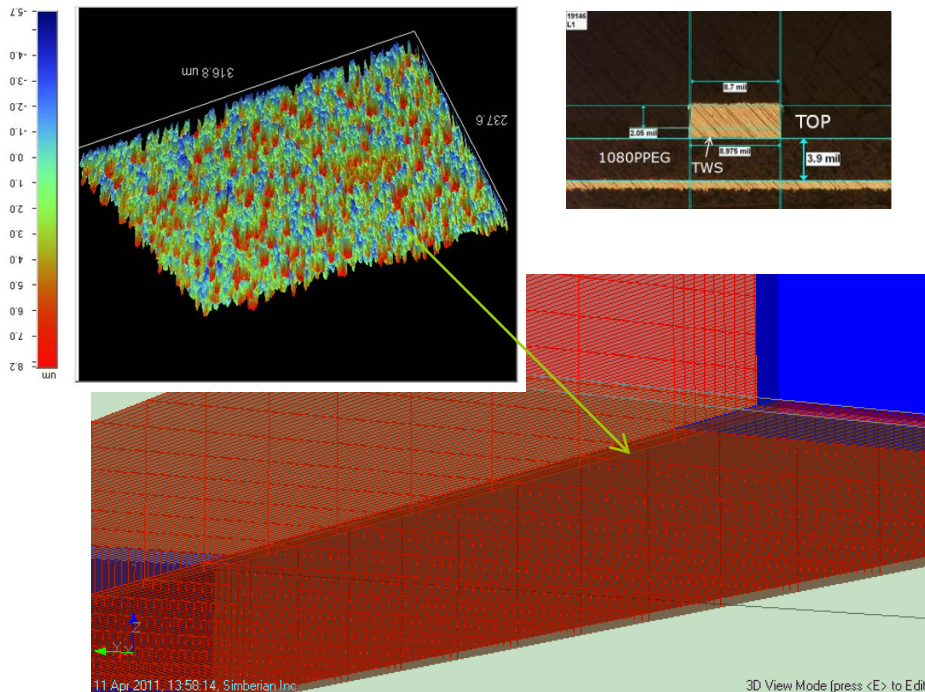 -5.7
-4.0
-3.0
-2.0
-1.0
0.0
1.0
2.0
3.0
4.0
5.0
6.0
7.0
8.2
um
316.8 um
237.6
19146
L1
8.7 mil
2.05 mil
TOP
1080PPEG
8.975 mil
TWS
3.9 mil
Z
Y
X
11 Apr 2011, 13:58:14, Simberian Inc.
3D View Mode (press <E> to Edit